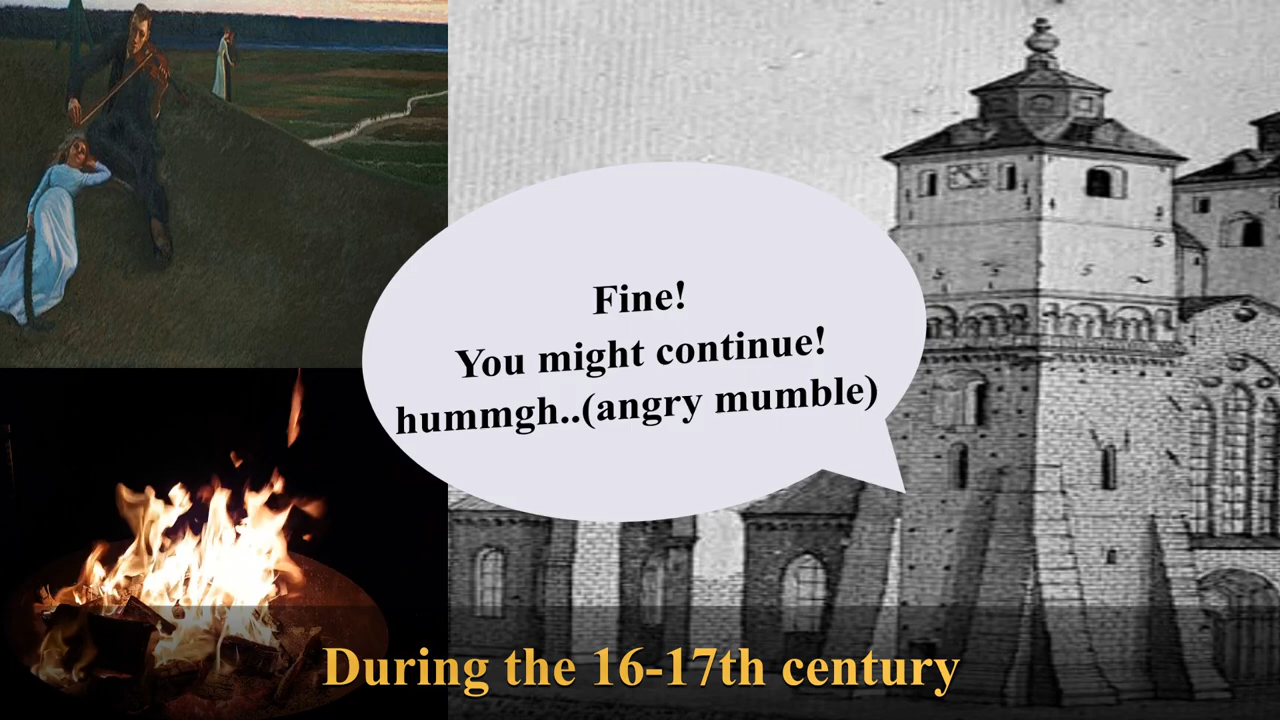 Fine!
You might continue!
hummgh..(angry mumble)
During the 16-17th century